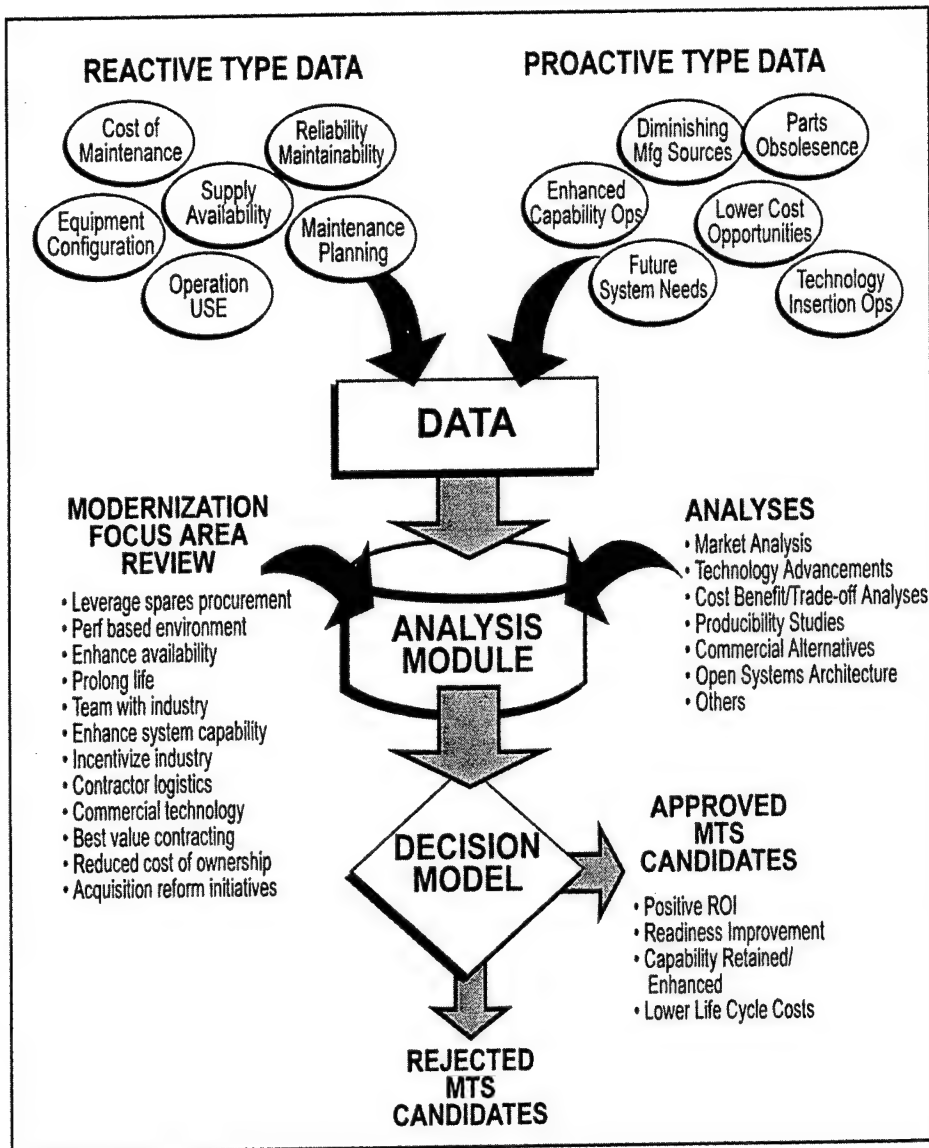 REACTIVE TYPE DATA
Cost of
Maintenance
Reliability
Maintainability
Supply
Availability
Equipment
Configuration
Maintenance
Planning
Operation
USE
PROACTIVE TYPE DATA
Diminishing
Mfg Sources
Parts
Obsolesence
Enhanced
Capability Ops
Lower Cost
Opportunities
Future
System Needs
Technology
Insertion Ops
DATA
MODERNIZATION
FOCUS AREA
REVIEW
• Leverage spares procurement
• Perf based environment
• Enhance availability
• Prolong life
• Team with industry
• Enhance system capability
• Incentivize industry
• Contractor logistics
• Commercial technology
• Best value contracting
• Reduced cost of ownership
• Acquisition reform initiatives
ANALYSES
• Market Analysis
• Technology Advancements
• Cost Benefit/Trade-off Analyses
• Producibility Studies
• Commercial Alternatives
• Open Systems Architecture
• Others
ANALYSIS
MODULE
DECISION
MODEL
APPROVED
MTS
CANDIDATES
• Positive ROI
• Readiness Improvement
• Capability Retained/
Enhanced
• Lower Life Cycle Costs
REJECTED
MTS
CANDIDATES